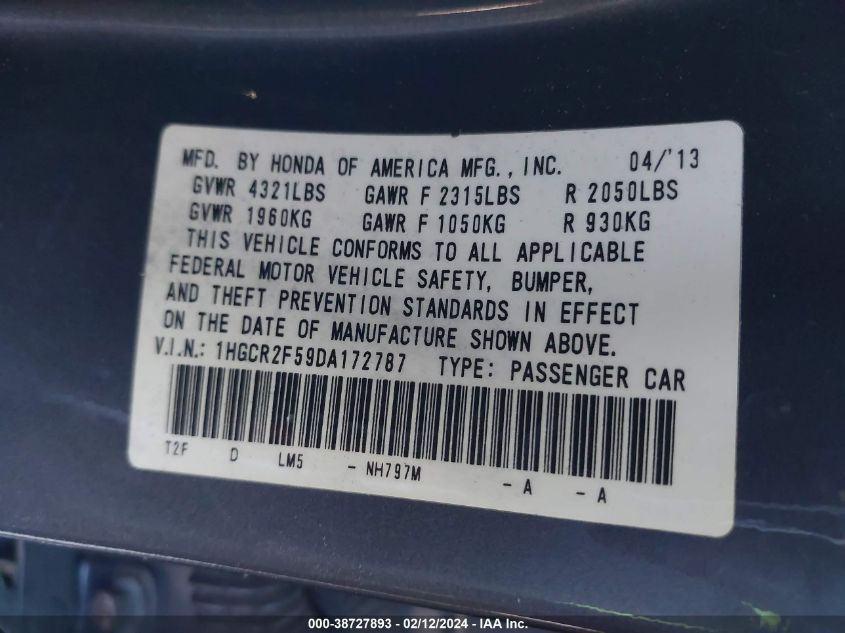 MFD. BY HONDA OF AMERICA MFG., INC. 04/'13
GVWR 4321LBS GAWR F 2315LBS R 2050LBS
GVWR 1960KG GAWR F 1050KG R 930KG
THIS VEHICLE CONFORMS TO ALL APPLICABLE
FEDERAL MOTOR VEHICLE SAFETY, BUMPER,
AND THEFT PREVENTION STANDARDS IN EFFECT
ON THE DATE OF MANUFACTURE SHOWN ABOVE.
V.I.N.: 1HGCR2F59DA172787 TYPE: PASSENGER CAR
T2F D LM5 - NH797M - A - A
000-38727893 - 02/12/2024 - IAA Inc.